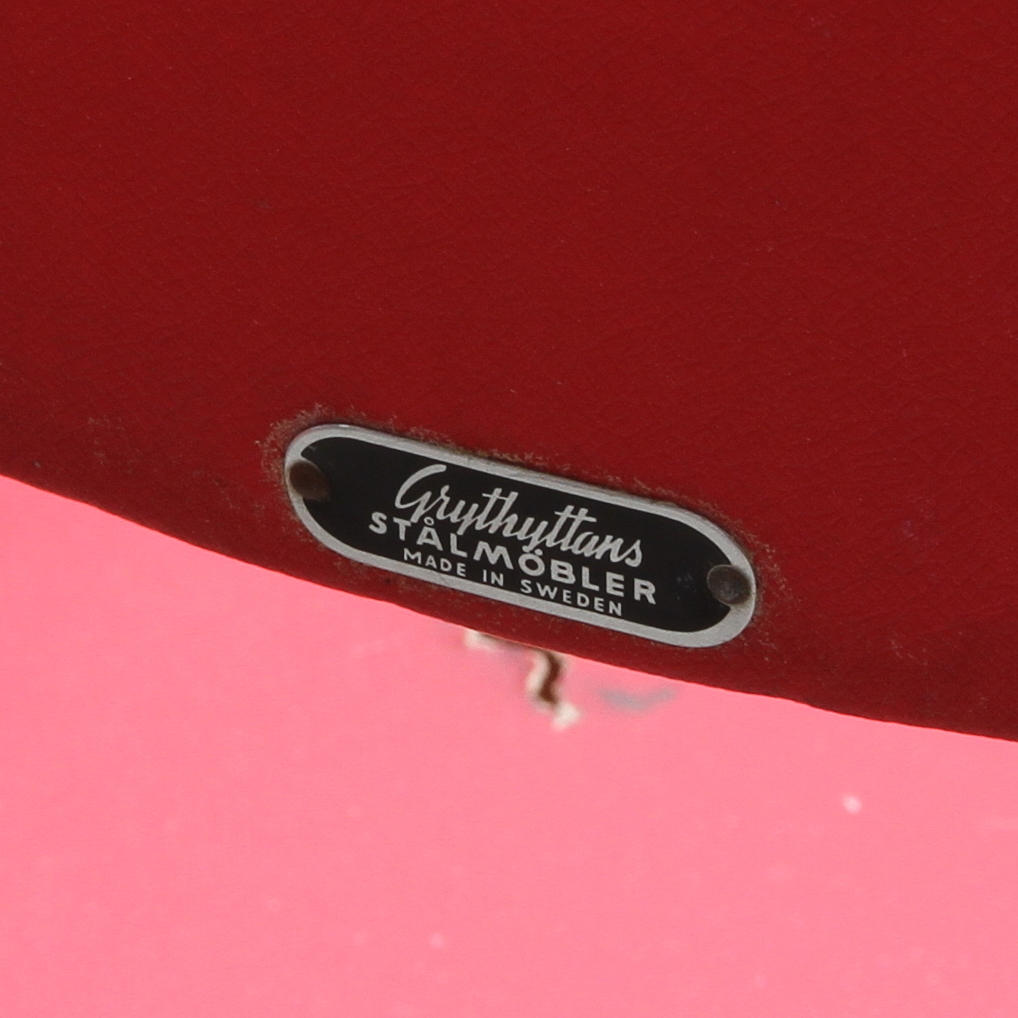 Grythyttans
STÅLMÖBLER
MADE IN SWEDEN